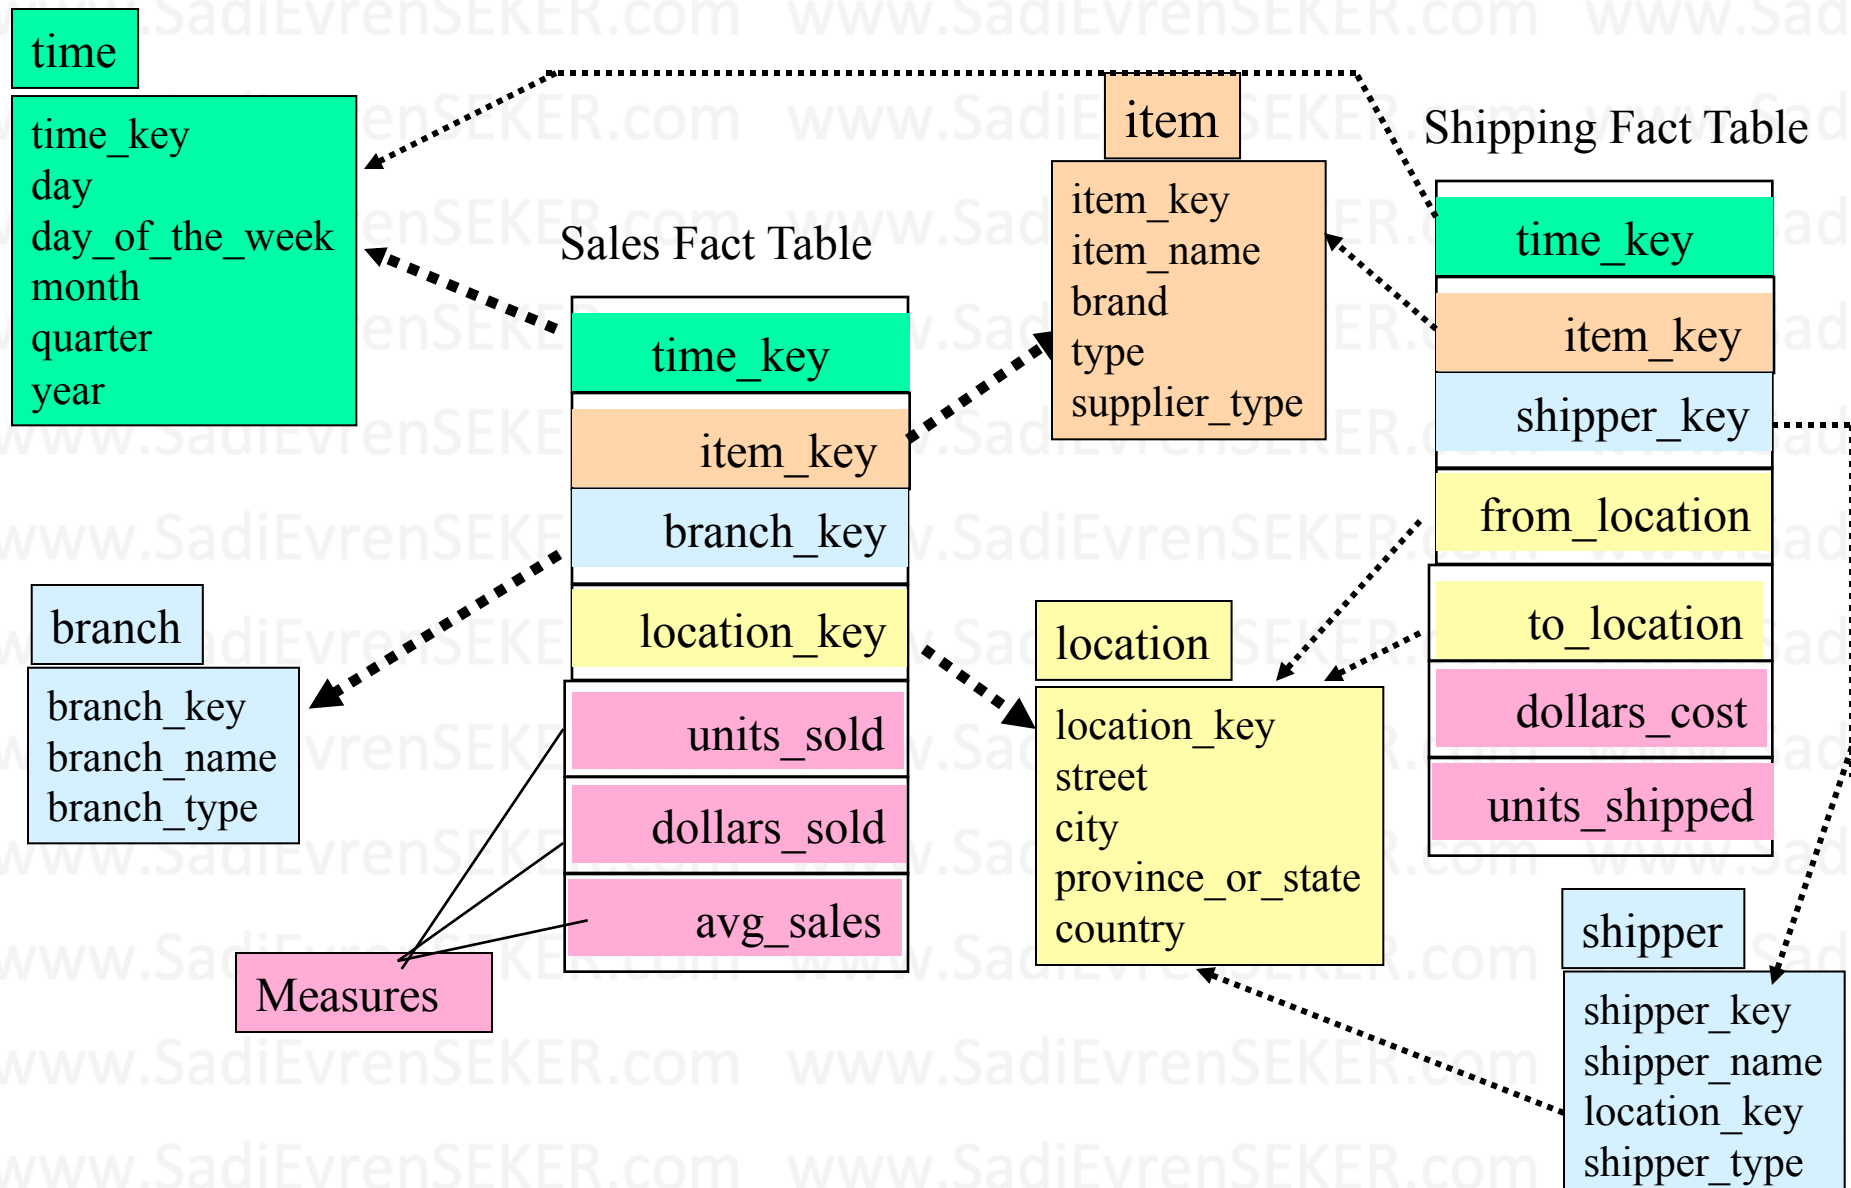 time
time_key
day
day_of_the_week
month
quarter
year
Sales Fact Table
time_key
item_key
branch_key
location_key
units_sold
dollars_sold
avg_sales
Measures
branch
branch_key
branch_name
branch_type
item
item_key
item_name
brand
type
supplier_type
location
location_key
street
city
province_or_state
country
Shipping Fact Table
time_key
item_key
shipper_key
from_location
to_location
dollars_cost
units_shipped
shipper
shipper_key
shipper_name
location_key
shipper_type
www.SadiEvrenSEKER.com